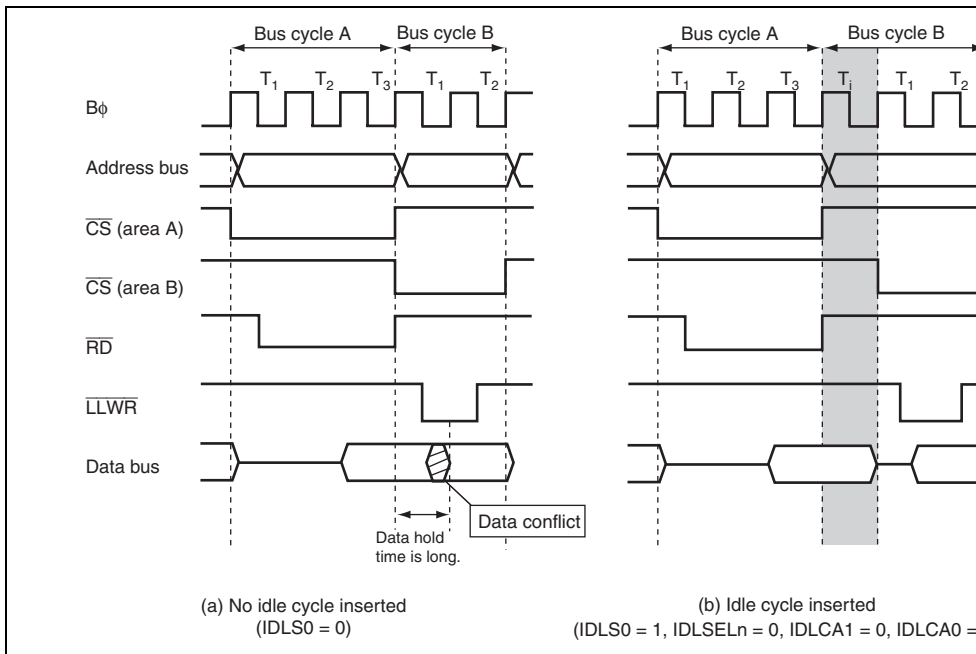 Bus cycle A Bus cycle B Bus cycle A Bus cycle B
T1 T2 T3 T1 T2 T1 T2 T3 Ti T1 T2
Bϕ
Address bus
CS (area A)
CS (area B)
RD
LLWR
Data bus
Data conflict
Data hold
time is long.
(a) No idle cycle inserted
(IDLS0 = 0)
(b) Idle cycle inserted
(IDLS0 = 1, IDLSELn = 0, IDLCA1 = 0, IDLCA0 =